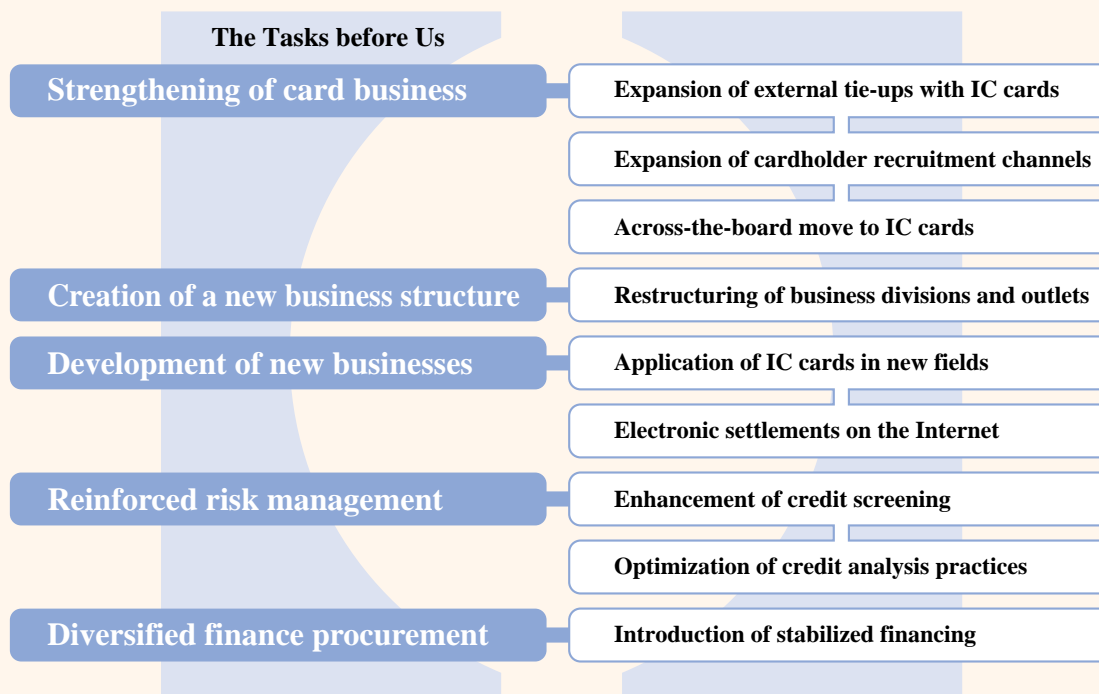 The Tasks before Us
Strengthening of card business
Expansion of external tie-ups with IC cards
Expansion of cardholder recruitment channels
Across-the-board move to IC cards
Creation of a new business structure
Restructuring of business divisions and outlets
Development of new businesses
Application of IC cards in new fields
Electronic settlements on the Internet
Reinforced risk management
Enhancement of credit screening
Optimization of credit analysis practices
Diversified finance procurement
Introduction of stabilized financing